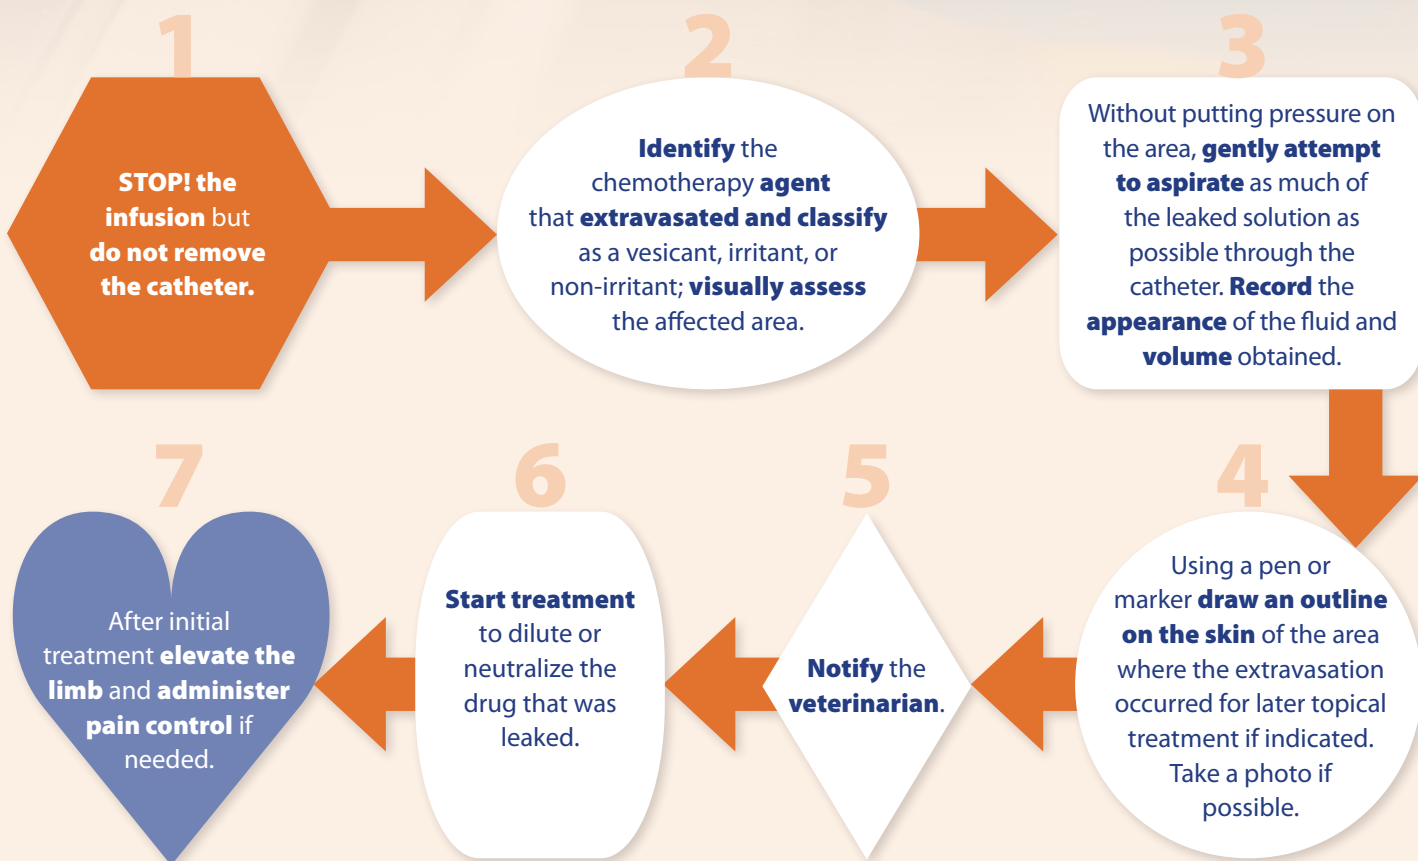 1
STOP! the
infusion but
do not remove
the catheter.
2
Identify the
chemotherapy agent
that extravasated and classify
as a vesicant, irritant, or
non-irritant; visually assess
the affected area.
3
Without putting pressure on
the area, gently attempt
to aspirate as much of
the leaked solution as
possible through the
catheter. Record the
appearance of the fluid and
volume obtained.
4
Using a pen or
marker draw an outline
on the skin of the area
where the extravasation
occurred for later topical
treatment if indicated.
Take a photo if
possible.
5
Notify the
veterinarian.
6
Start treatment
to dilute or
neutralize the
drug that was
leaked.
7
After initial
treatment elevate the
limb and administer
pain control if
needed.